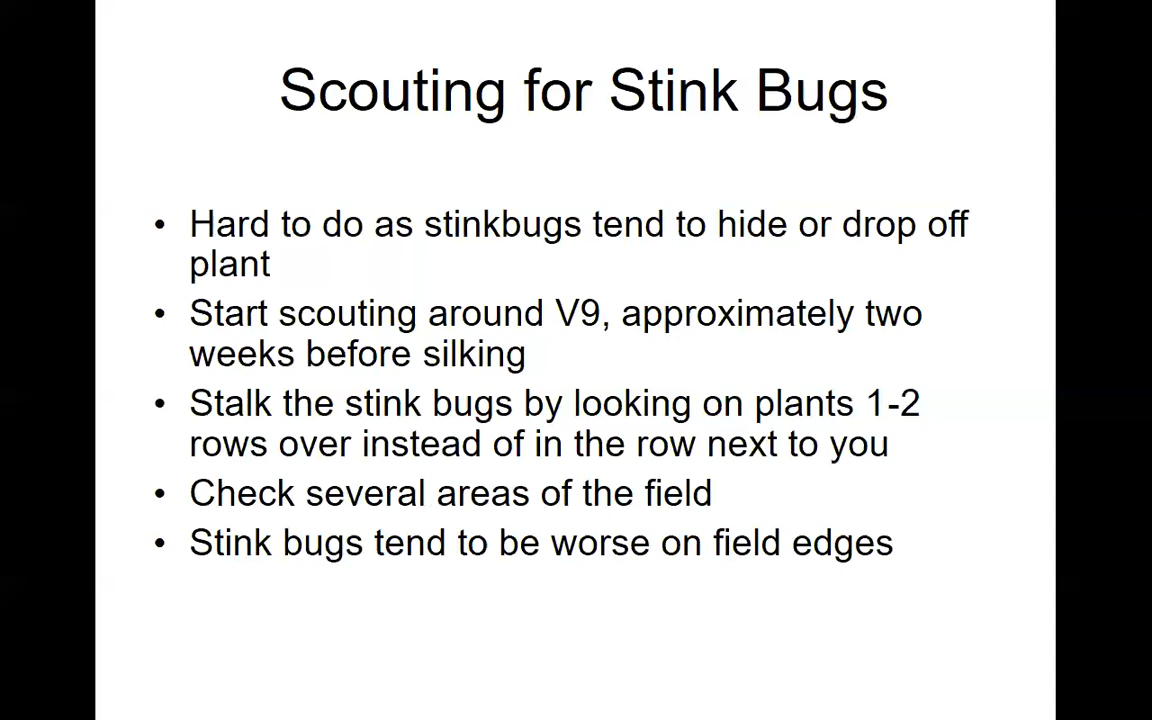 Scouting for Stink Bugs
• Hard to do as stinkbugs tend to hide or drop off
plant
• Start scouting around V9, approximately two
weeks before silking
• Stalk the stink bugs by looking on plants 1-2
rows over instead of in the row next to you
• Check several areas of the field
• Stink bugs tend to be worse on field edges